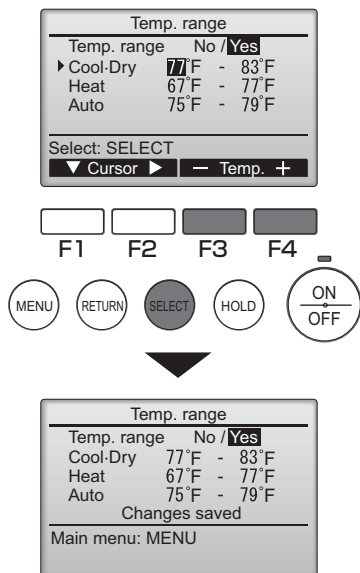 Temp. range
Temp. range No / Yes
Cool·Dry 77°F - 83°F
Heat 67°F - 77°F
Auto 75°F - 79°F
Select: SELECT
▼ Cursor ▶ − Temp. +
F1 F2 F3 F4
MENU RETURN SELECT HOLD ON OFF
Temp. range
Temp. range No / Yes
Cool·Dry 77°F - 83°F
Heat 67°F - 77°F
Auto 75°F - 79°F
Changes saved
Main menu: MENU